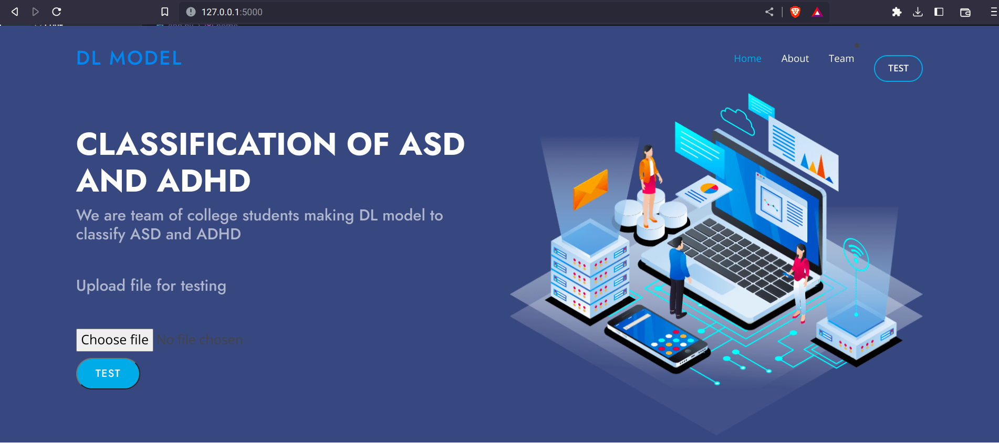 127.0.0.1:5000
DL MODEL
Home About Team TEST
CLASSIFICATION OF ASD
AND ADHD
We are team of college students making DL model to
classify ASD and ADHD
Upload file for testing
Choose file No file chosen
TEST